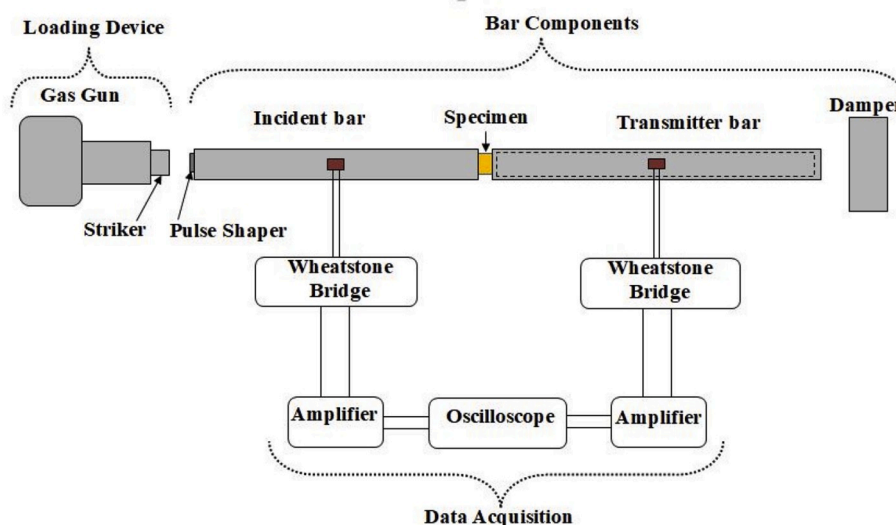 Loading Device
Bar Components
Gas Gun
Incident bar
Specimen
Transmitter bar
Damper
Striker
Pulse Shaper
Wheatstone
Bridge
Wheatstone
Bridge
Amplifier
Oscilloscope
Amplifier
Data Acquisition